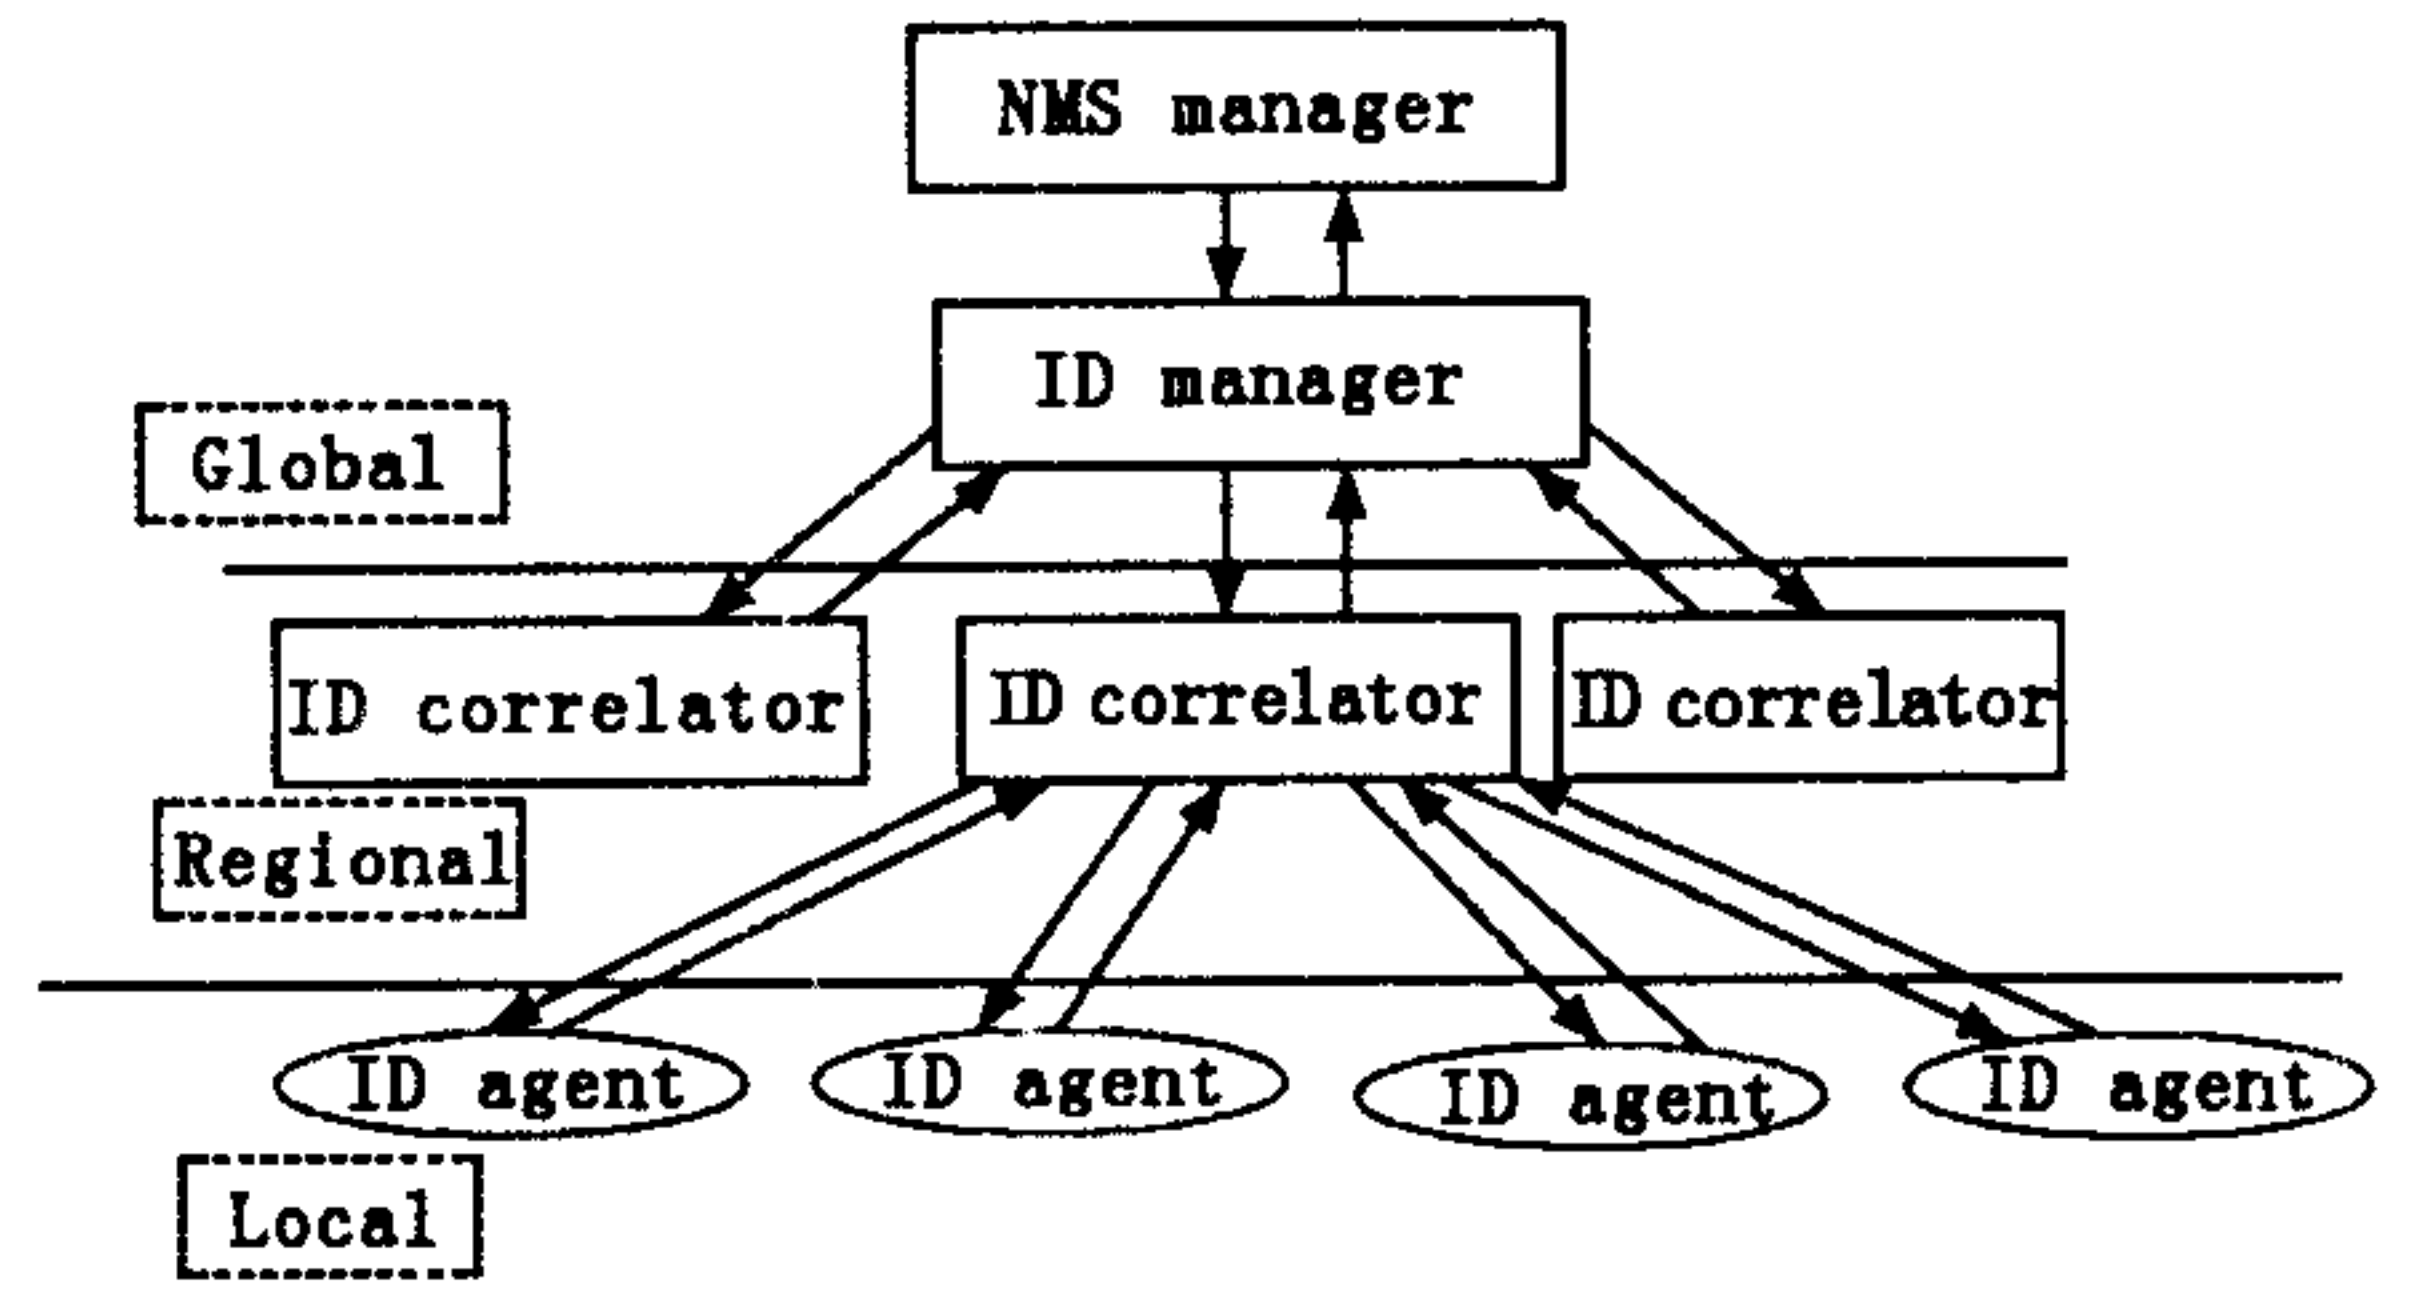 NMS manager
ID manager
Global
ID correlator
ID correlator
ID correlator
Regional
ID agent
ID agent
ID agent
ID agent
Local